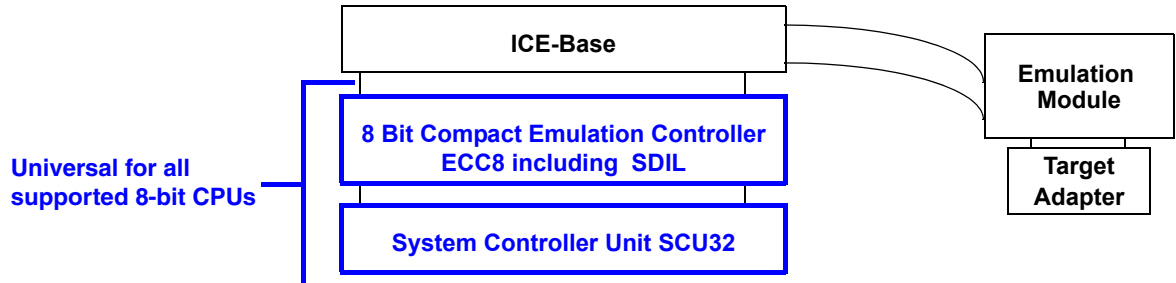 ICE-Base
8 Bit Compact Emulation Controller
ECC8 including SDIL
System Controller Unit SCU32
Universal for all
supported 8-bit CPUs
Emulation
Module
Target
Adapter